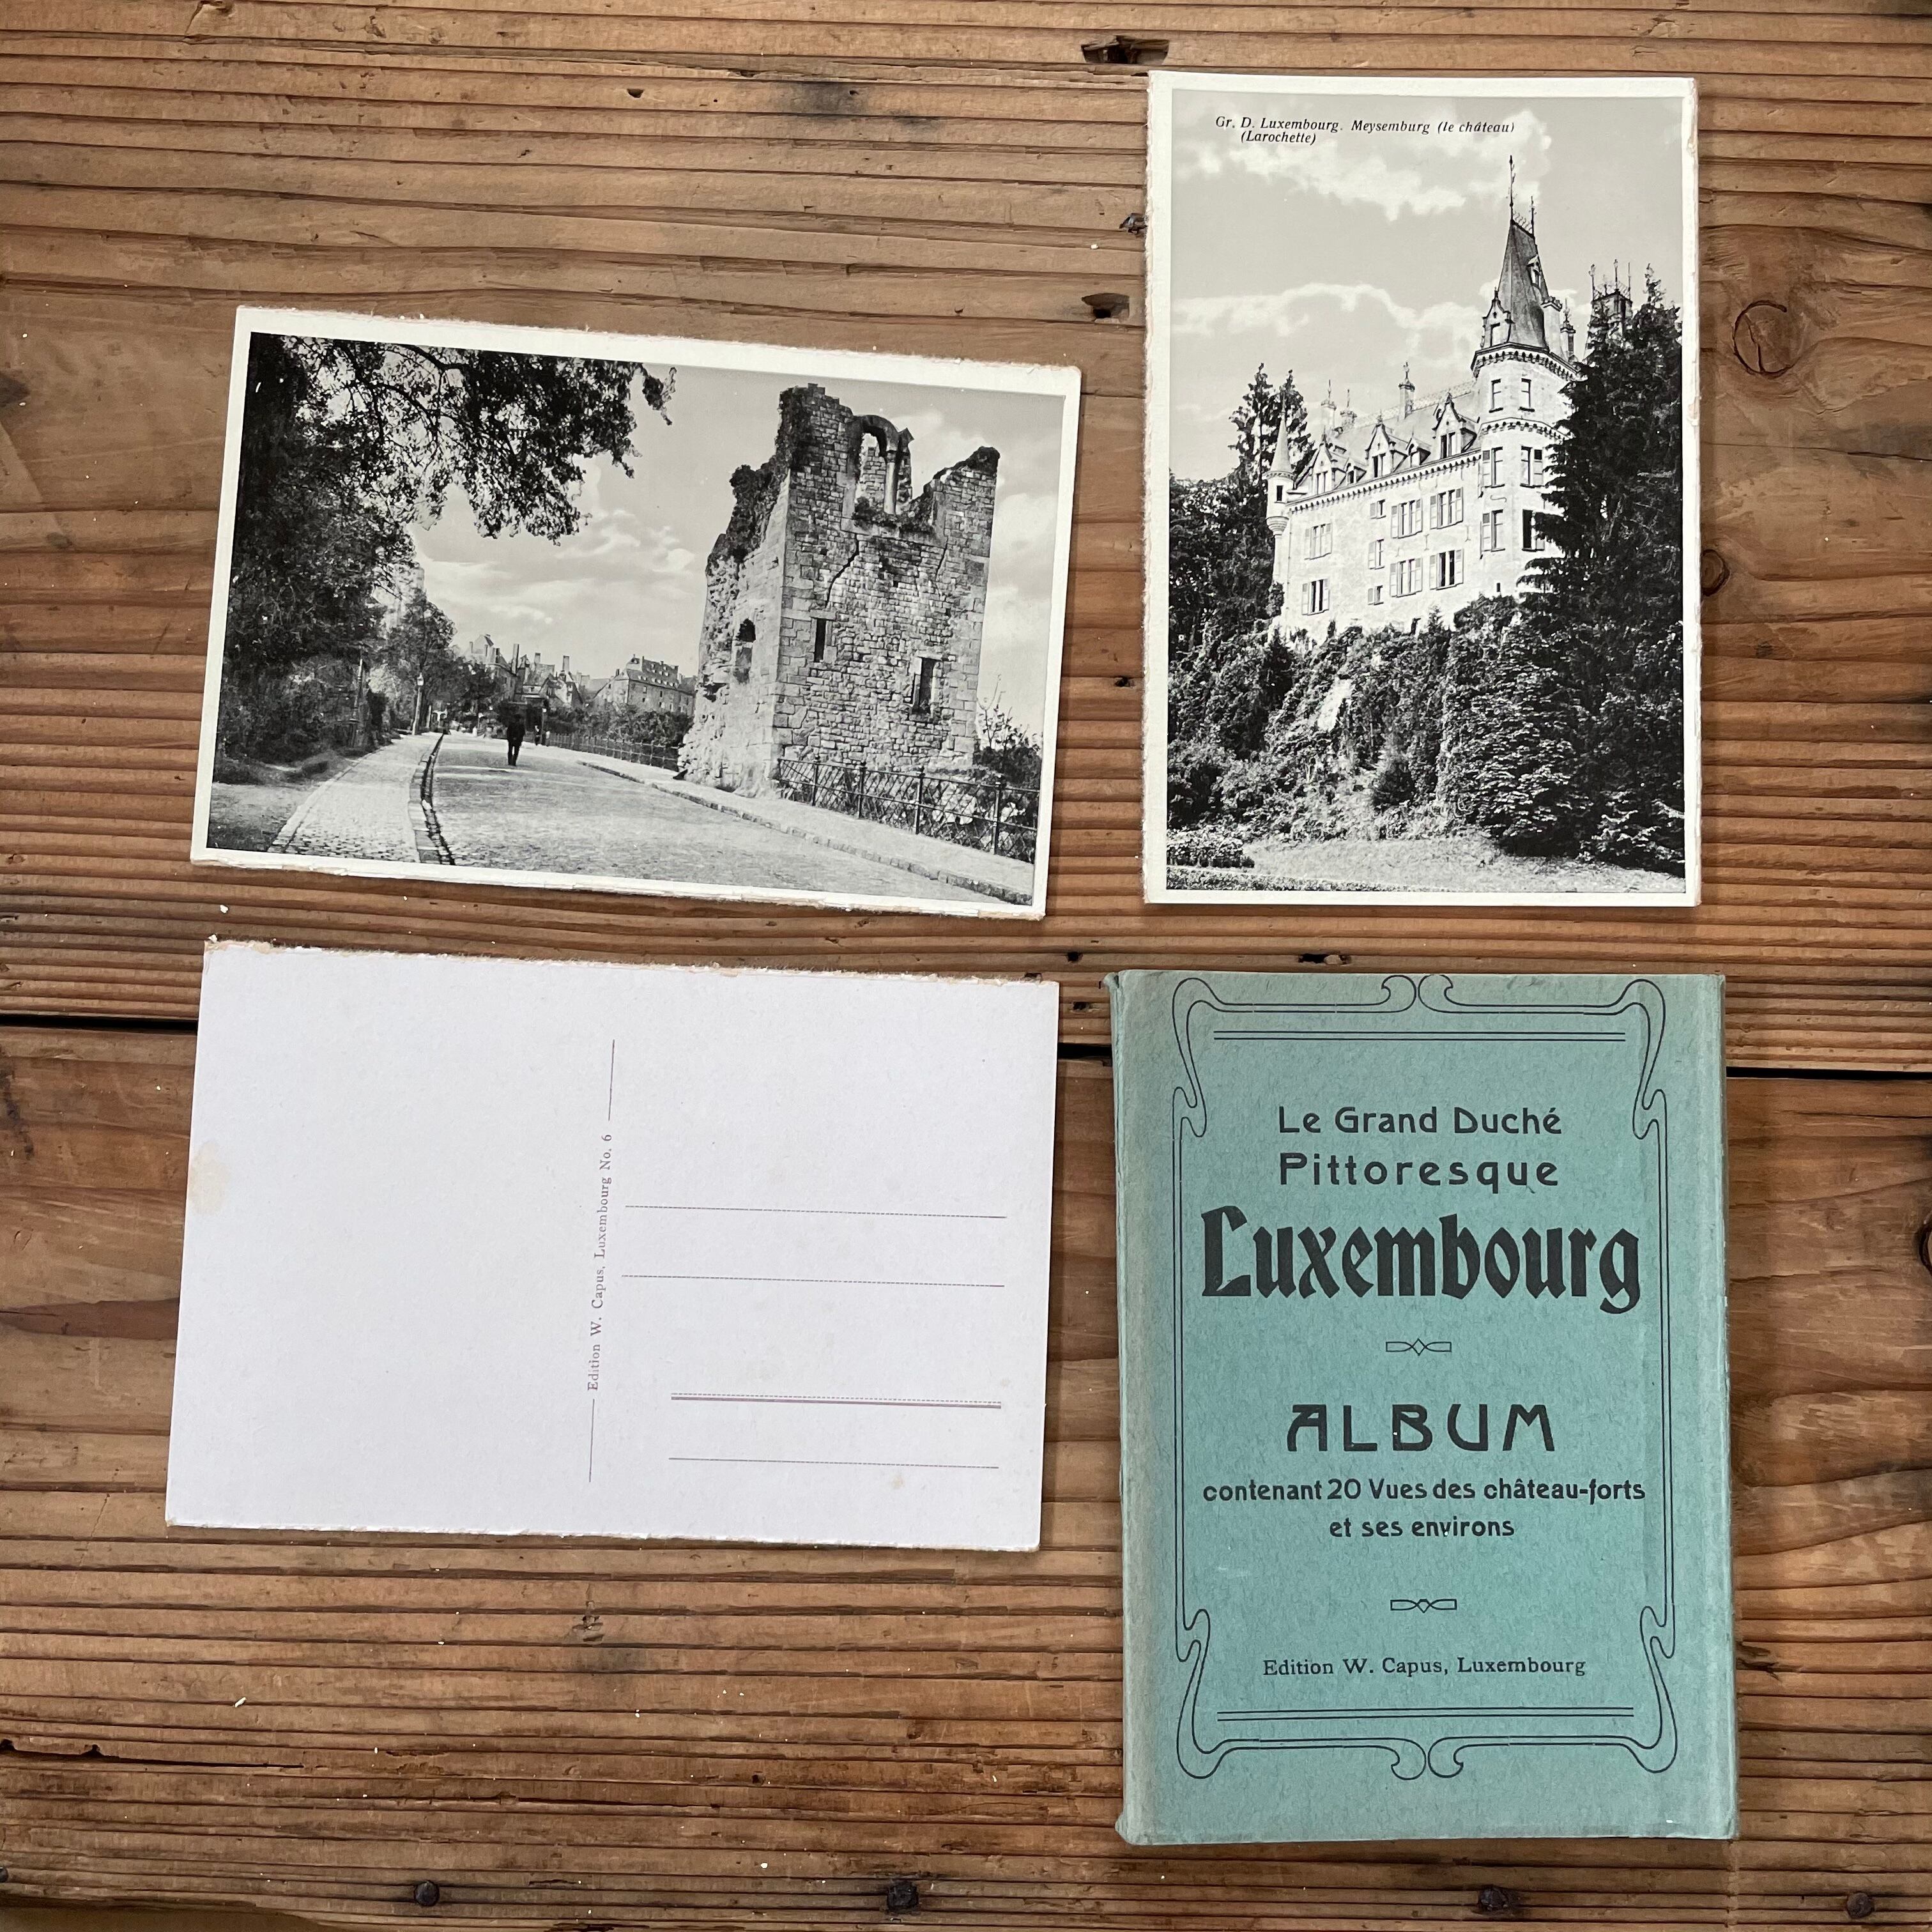 Gr. D. Luxembourg. Meysemburg (le château)
(Larochette)
Edition W. Capus, Luxembourg No. 6
Le Grand Duché
Pittoresque
Luxembourg
ALBUM
contenant 20 Vues des château-forts
et ses environs
Edition W. Capus, Luxembourg